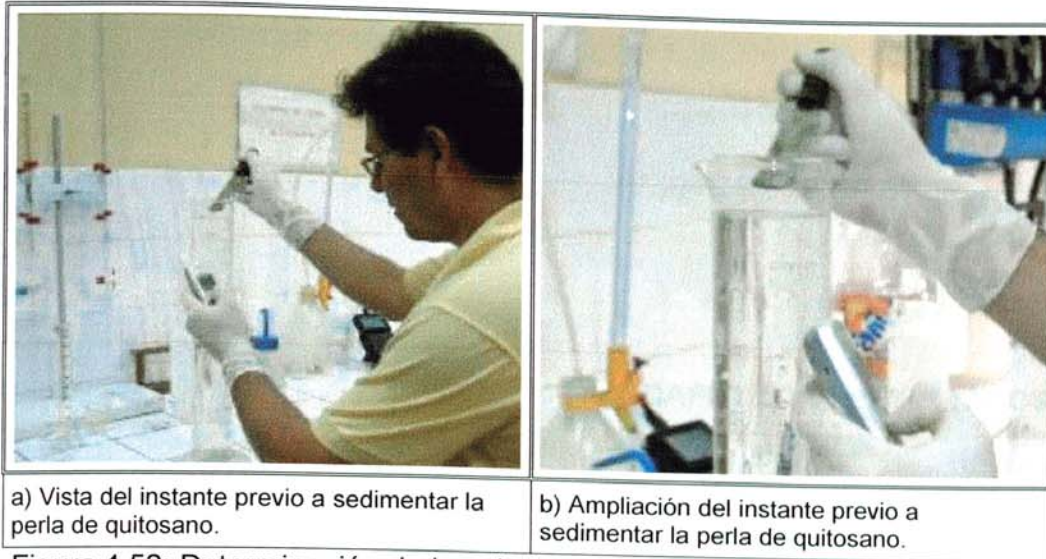 a) Vista del instante previo a sedimentar la
perla de quitosano.
b) Ampliación del instante previo a
sedimentar la perla de quitosano.